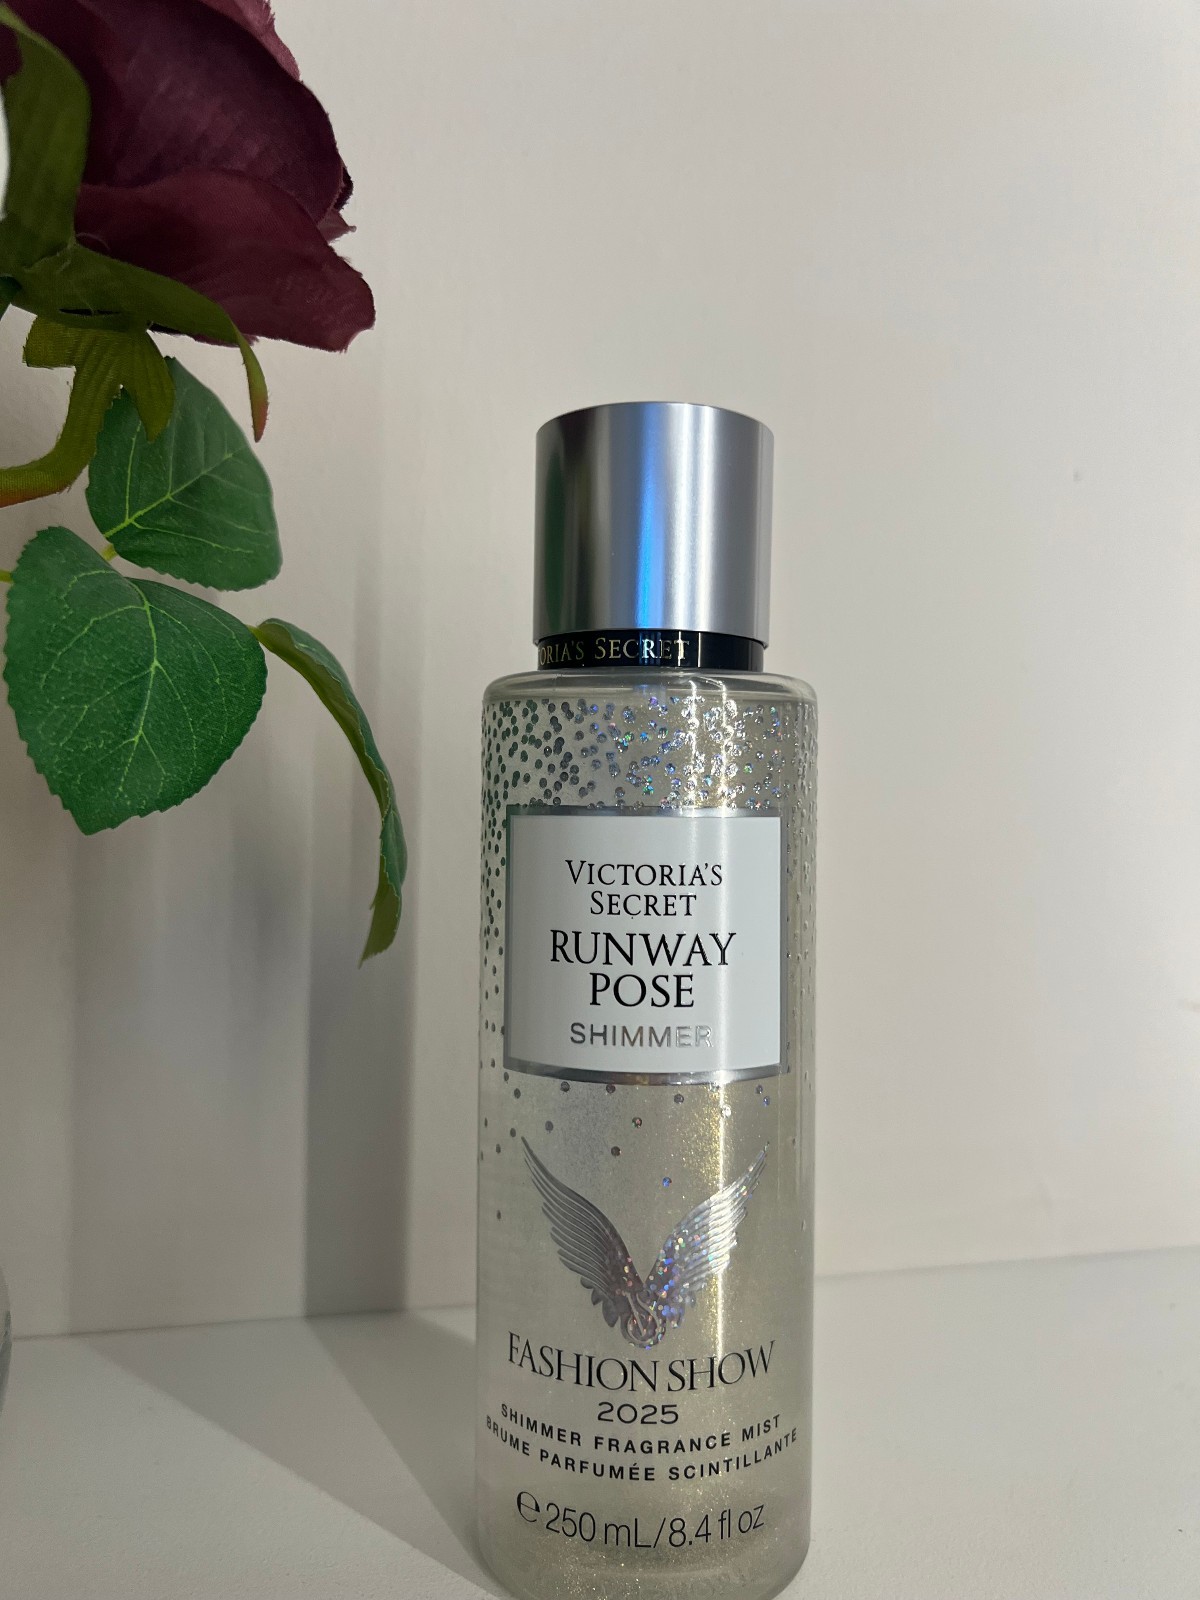 ORIA'S SECRET
VICTORIA'S
SECRET
RUNWAY
POSE
SHIMMER
FASHION SHOW
2025
SHIMMER FRAGRANCE MIST
BRUME PARFUMÉE SCINTILLANTE
℮ 250 mL/8.4 fl oz